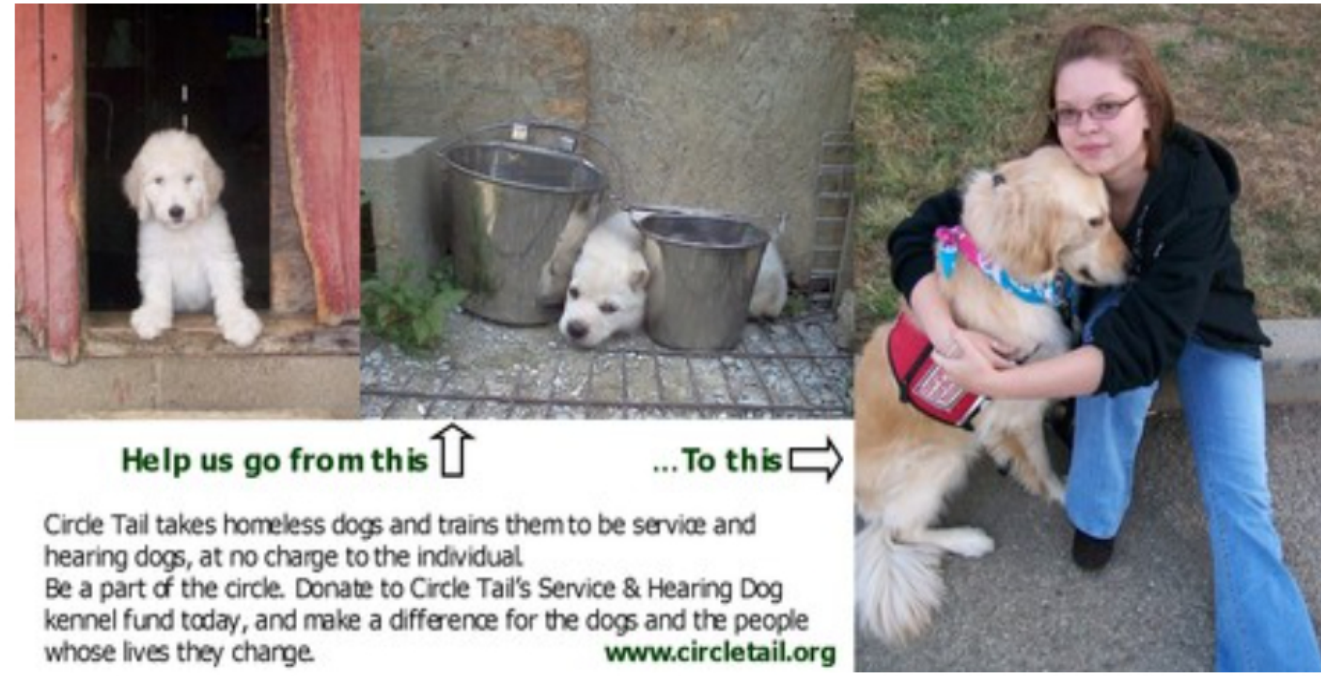 Help us go from this
...To this
Circle Tail takes homeless dogs and trains them to be service and
hearing dogs, at no charge to the individual.
Be a part of the circle. Donate to Circle Tail's Service & Hearing Dog
kennel fund today, and make a difference for the dogs and the people
whose lives they change.
www.circletail.org